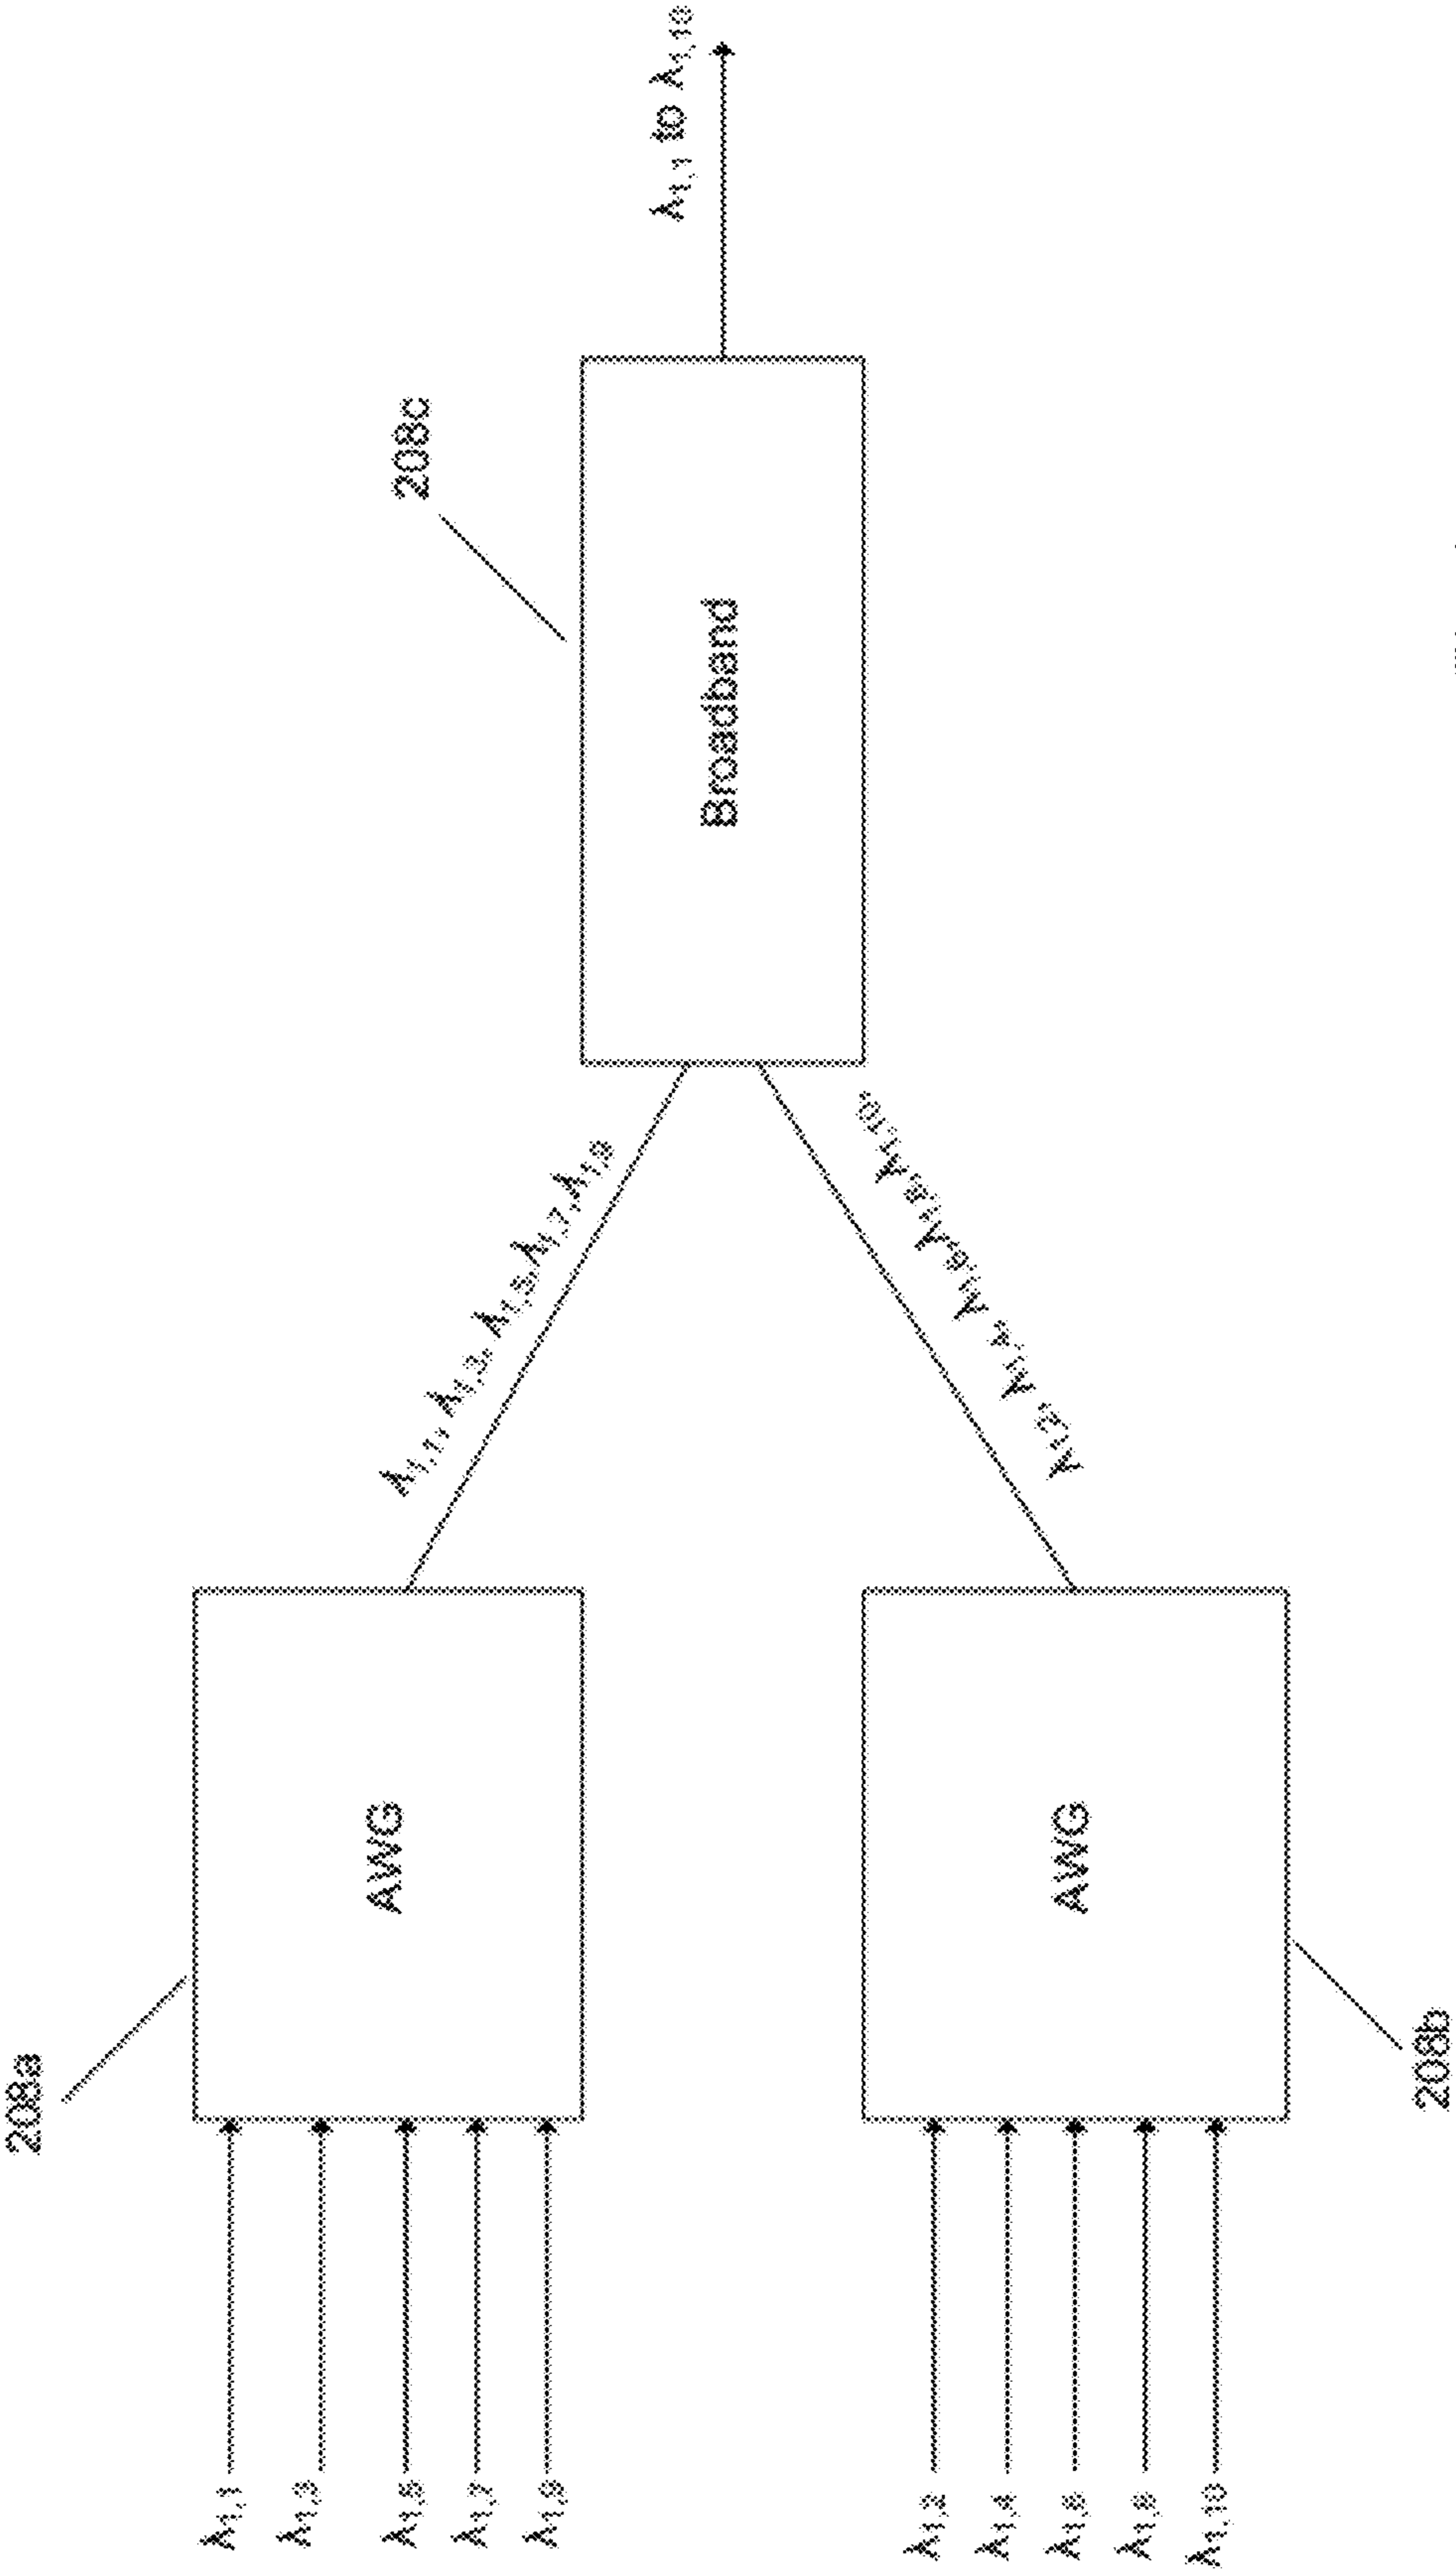 208a
λ1,1
λ1,3
λ1,5
λ1,7
λ1,9
AWG
λ1,1, λ1,3, λ1,5, λ1,7, λ1,9
208c
Broadband
λ1,1 to λ1,10
λ1,2
λ1,4
λ1,6
λ1,8
λ1,10
AWG
208b
λ1,2, λ1,4, λ1,6, λ1,8, λ1,10,